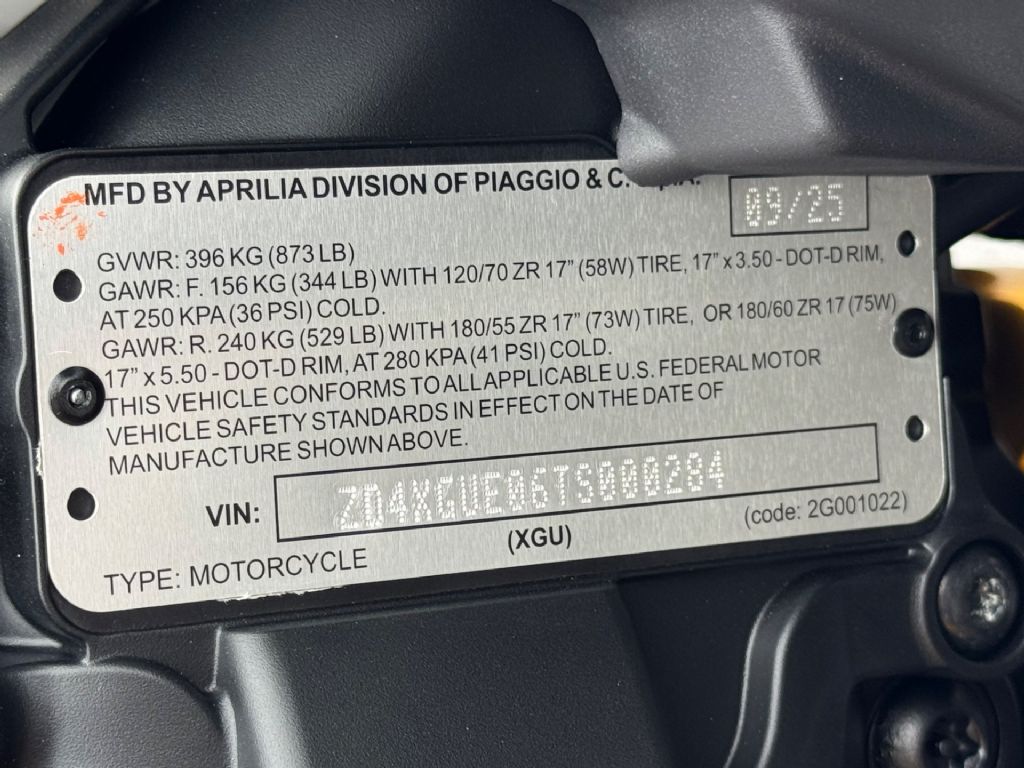 MFD BY APRILIA DIVISION OF PIAGGIO & C.
09/25
GVWR: 396 KG (873 LB)
GAWR: F. 156 KG (344 LB) WITH 120/70 ZR 17" (58W) TIRE, 17" x 3.50 - DOT-D RIM,
AT 250 KPA (36 PSI) COLD.
GAWR: R. 240 KG (529 LB) WITH 180/55 ZR 17" (73W) TIRE, OR 180/60 ZR 17 (75W)
17" x 5.50 - DOT-D RIM, AT 280 KPA (41 PSI) COLD.
THIS VEHICLE CONFORMS TO ALL APPLICABLE U.S. FEDERAL MOTOR
VEHICLE SAFETY STANDARDS IN EFFECT ON THE DATE OF
MANUFACTURE SHOWN ABOVE.
VIN: ZD4XGUE06TS000284
TYPE: MOTORCYCLE (XGU) (code: 2G001022)